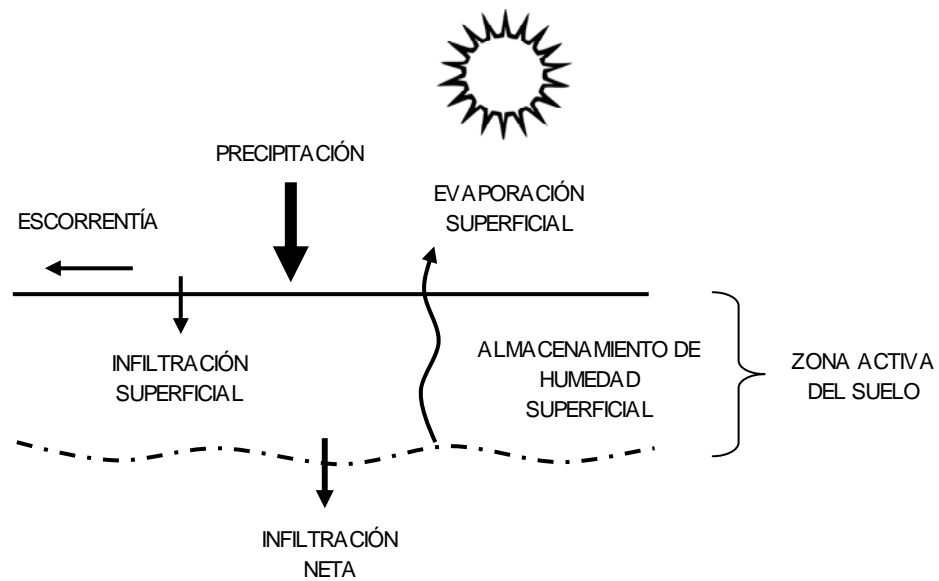 PRECIPITACIÓN
EVAPORACIÓN
SUPERFICIAL
ESCORRENTÍA
INFILTRACIÓN
SUPERFICIAL
ALMACENAMIENTO DE
HUMEDAD
SUPERFICIAL
ZONA ACTIVA
DEL SUELO
INFILTRACIÓN
NETA